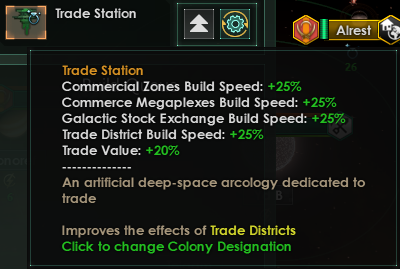 Trade Station
Alrest
26
Trade Station
Commercial Zones Build Speed: +25%
Commerce Megaplexes Build Speed: +25%
Galactic Stock Exchange Build Speed: +25%
Trade District Build Speed: +25%
Trade Value: +20%
--------------
An artificial deep-space arcology dedicated to
trade
Improves the effects of Trade Districts
Click to change Colony Designation